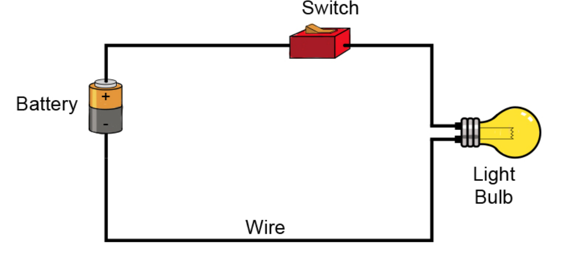 Switch
Battery
+
-
Light
Bulb
Wire